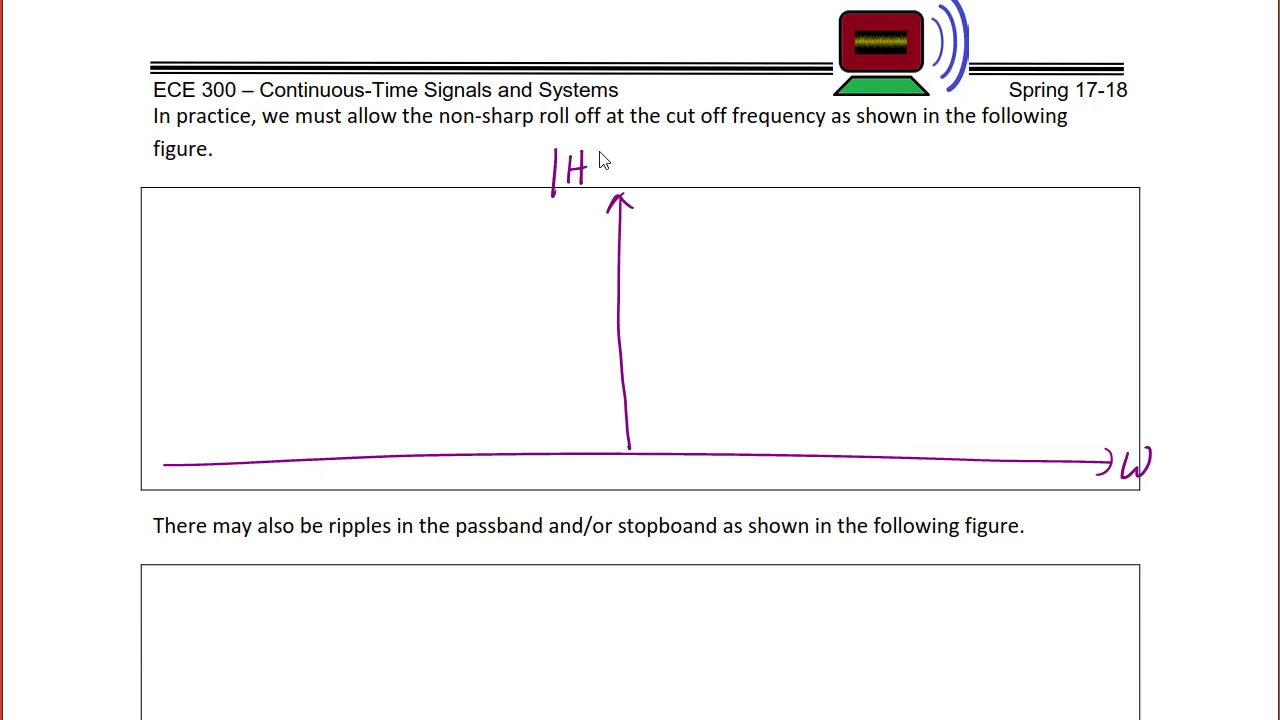 ECE 300 – Continuous-Time Signals and Systems Spring 17-18
In practice, we must allow the non-sharp roll off at the cut off frequency as shown in the following
figure.
|H
W
There may also be ripples in the passband and/or stopboand as shown in the following figure.